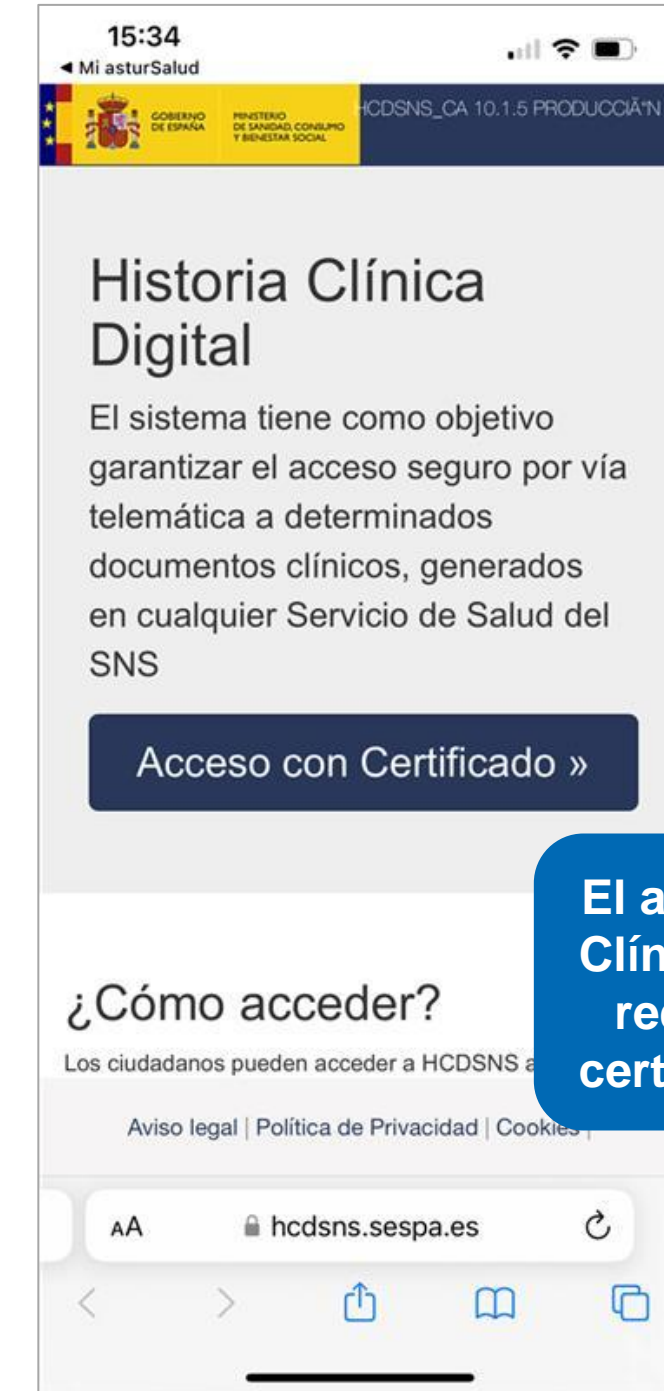 15:34
◀ Mi asturSalud
GOBIERNO
DE ESPAÑA
MINISTERIO
DE SANIDAD, CONSUMO
Y BIENESTAR SOCIAL
HCDSNS_CA 10.1.5 PRODUCCIÃ“N
Historia Clínica
Digital
El sistema tiene como objetivo
garantizar el acceso seguro por vía
telemática a determinados
documentos clínicos, generados
en cualquier Servicio de Salud del
SNS
Acceso con Certificado »
¿Cómo acceder?
Los ciudadanos pueden acceder a HCDSNS a
Aviso legal | Política de Privacidad | Cookies |
El a
Clín
re
cert
AA
hcdsns.sespa.es